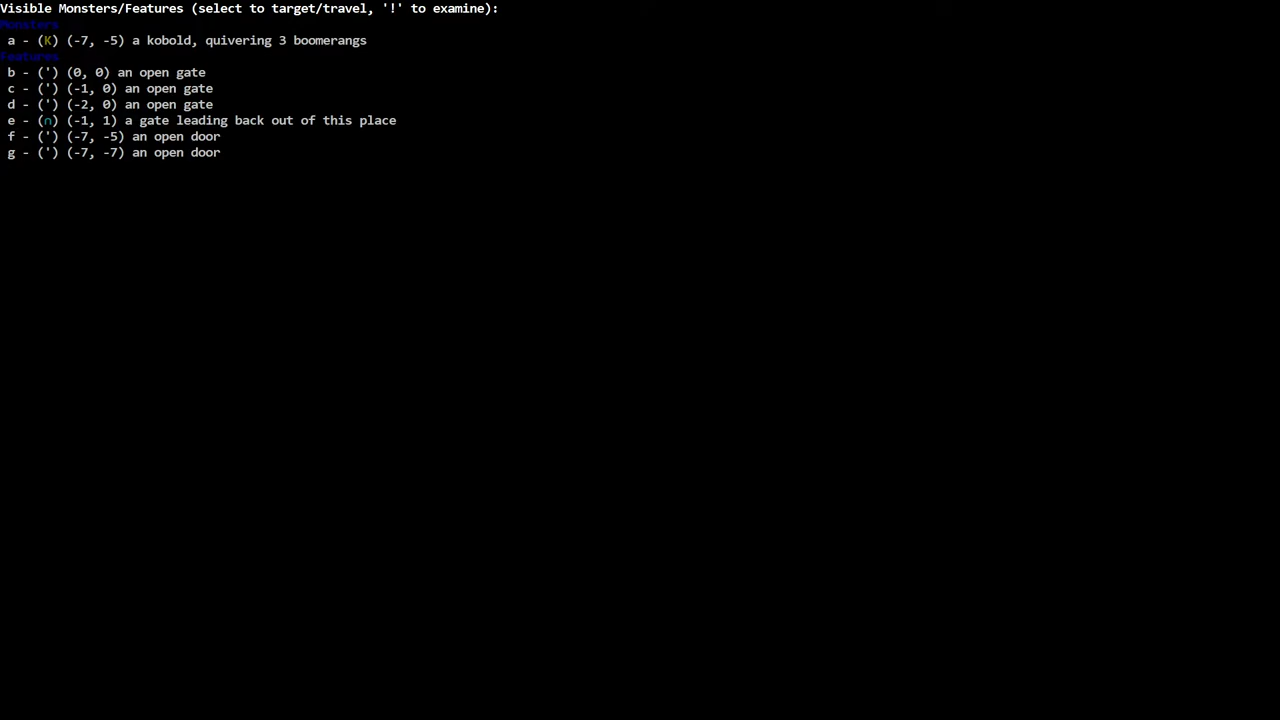 Visible Monsters/Features (select to target/travel, '!' to examine):
Monsters
a - (K) (-7, -5) a kobold, quivering 3 boomerangs
Features
b - (') (0, 0) an open gate
c - (') (-1, 0) an open gate
d - (') (-2, 0) an open gate
e - (∩) (-1, 1) a gate leading back out of this place
f - (') (-7, -5) an open door
g - (') (-7, -7) an open door